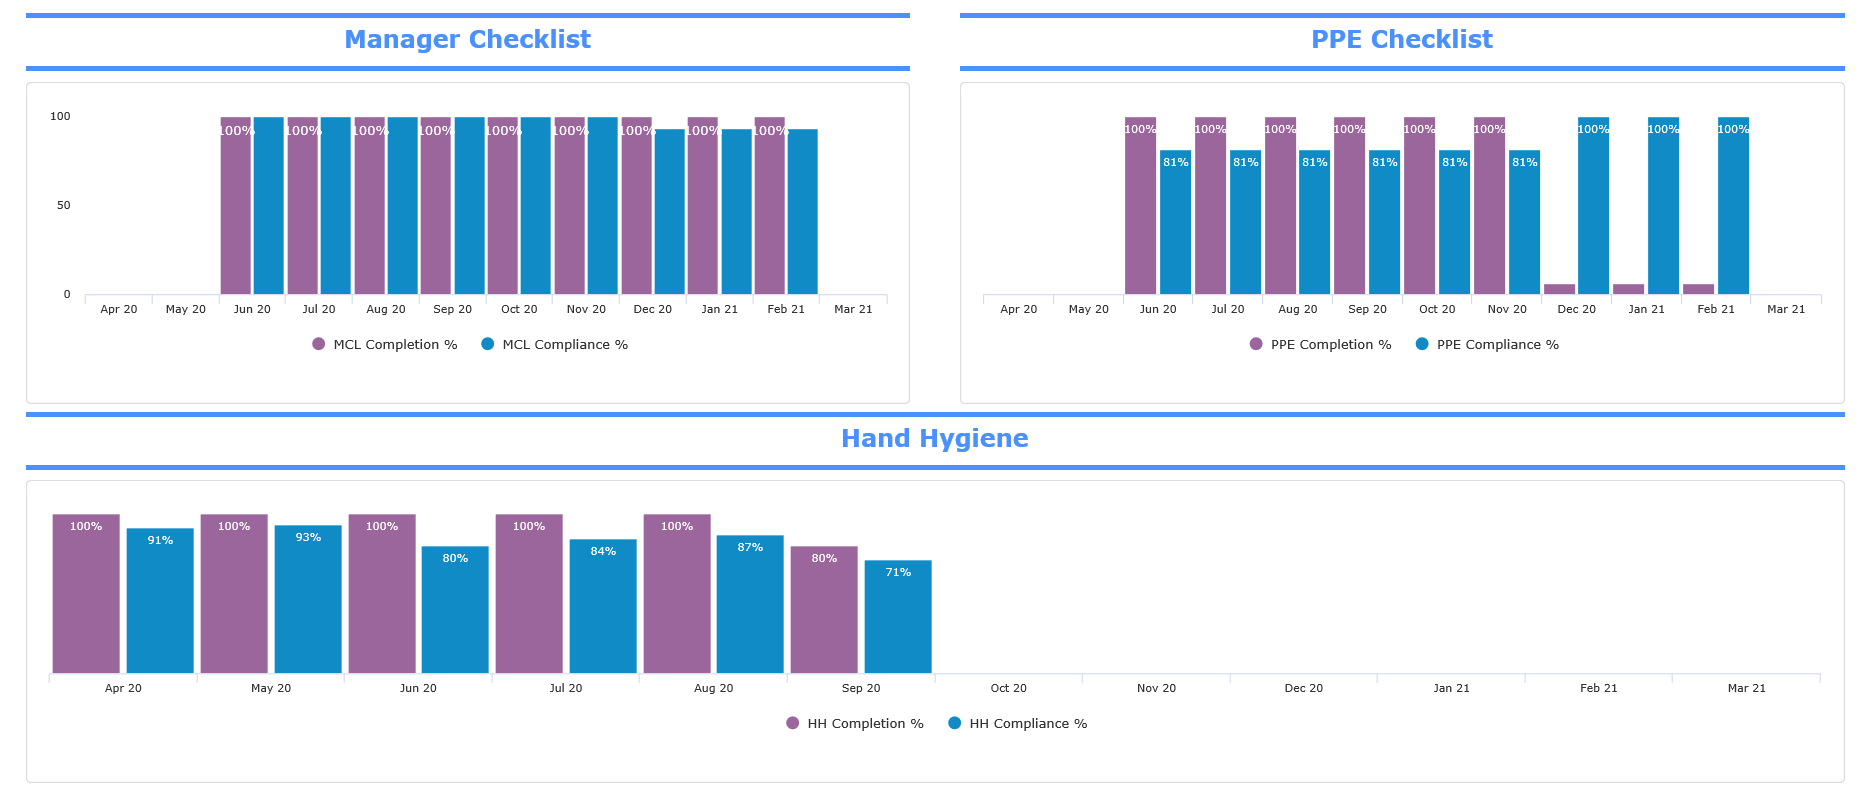 Manager Checklist
100
50
0
100% 100% 100% 100% 100% 100% 100% 100% 100%
Apr 20 May 20 Jun 20 Jul 20 Aug 20 Sep 20 Oct 20 Nov 20 Dec 20 Jan 21 Feb 21 Mar 21
MCL Completion % MCL Compliance %
PPE Checklist
100% 100% 100% 100% 100% 100% 100% 100% 100%
81% 81% 81% 81% 81% 81%
Apr 20 May 20 Jun 20 Jul 20 Aug 20 Sep 20 Oct 20 Nov 20 Dec 20 Jan 21 Feb 21 Mar 21
PPE Completion % PPE Compliance %
Hand Hygiene
100% 91% 100% 93% 100% 80% 100% 84% 100% 87% 80% 71%
Apr 20 May 20 Jun 20 Jul 20 Aug 20 Sep 20 Oct 20 Nov 20 Dec 20 Jan 21 Feb 21 Mar 21
HH Completion % HH Compliance %